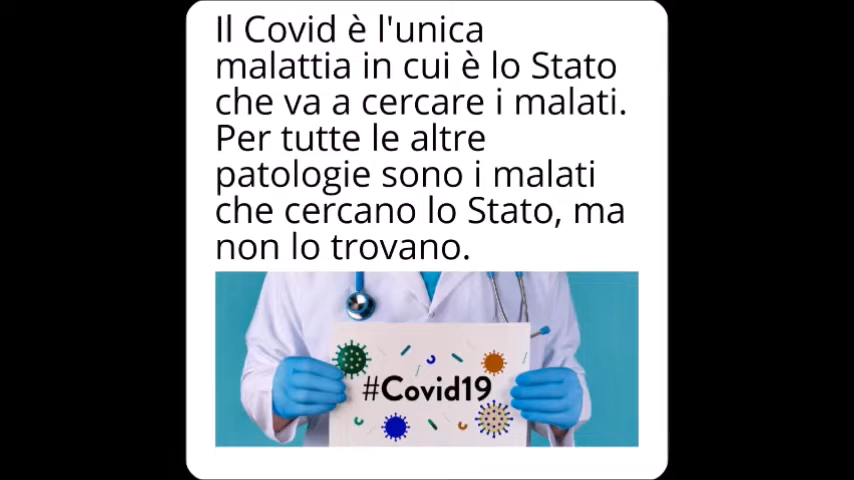 Il Covid è l'unica
malattia in cui è lo Stato
che va a cercare i malati.
Per tutte le altre
patologie sono i malati
che cercano lo Stato, ma
non lo trovano.
#Covid19